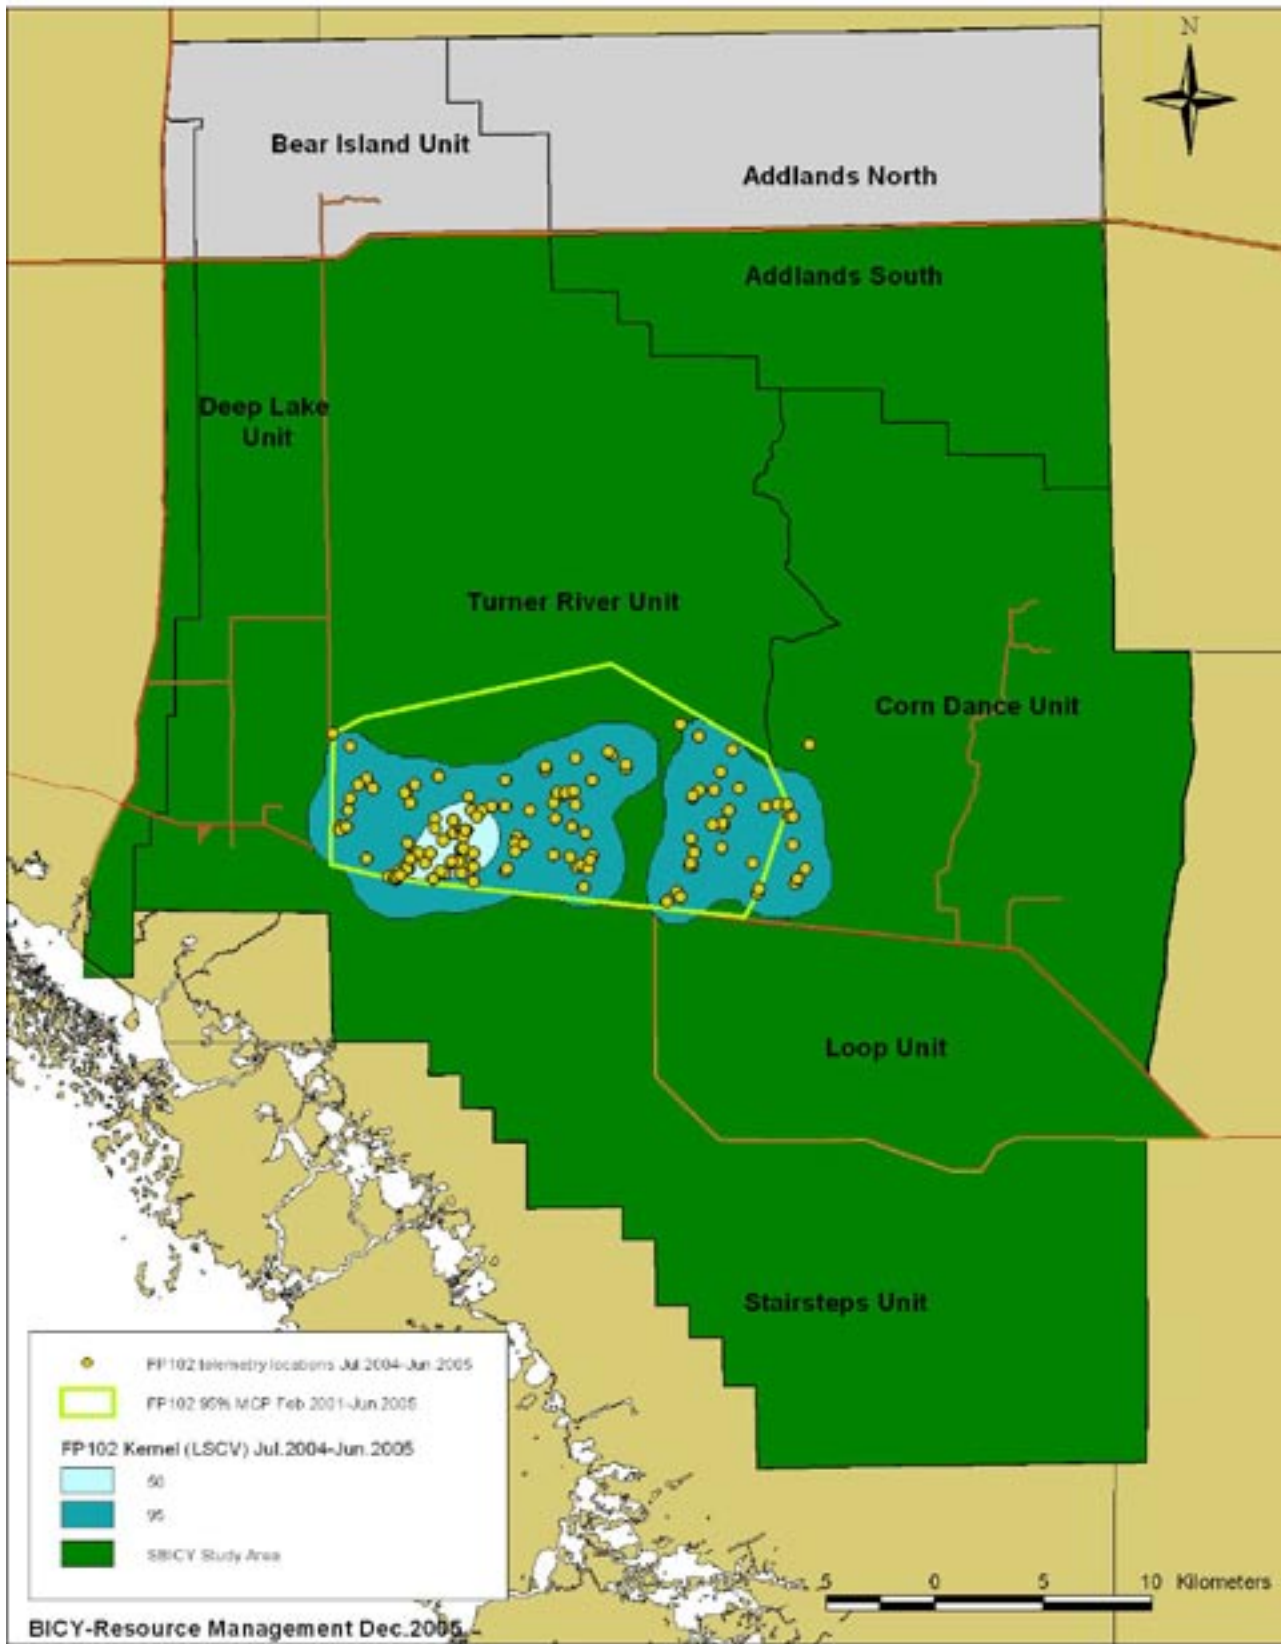 N
Bear Island Unit
Addlands North
Addlands South
Deep Lake
Unit
Turner River Unit
Corn Dance Unit
Loop Unit
Stairsteps Unit
FP102 telemetry locations Jul.2004-Jun.2005
FP102 95% MCP Feb 2001-Jun.2005
FP102 Kernel (LSCV) Jul.2004-Jun.2005
50
95
SBICY Study Area
5 0 5 10 Kilometers
BICY-Resource Management Dec.2005